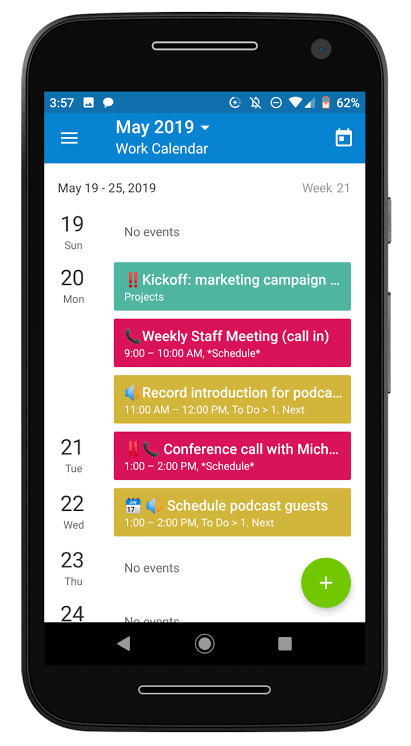 3:57
62%
May 2019
Work Calendar
May 19 - 25, 2019
Week 21
19
Sun
No events
20
Mon
‼️Kickoff: marketing campaign ...
Projects
📞Weekly Staff Meeting (call in)
9:00 – 10:00 AM, *Schedule*
🔈Record introduction for podca...
11:00 AM – 12:00 PM, To Do > 1. Next
21
Tue
‼️📞 Conference call with Mich...
1:00 – 2:00 PM, *Schedule*
22
Wed
📅🔈 Schedule podcast guests
1:00 – 2:00 PM, To Do > 1. Next
23
Thu
No events
24
No events